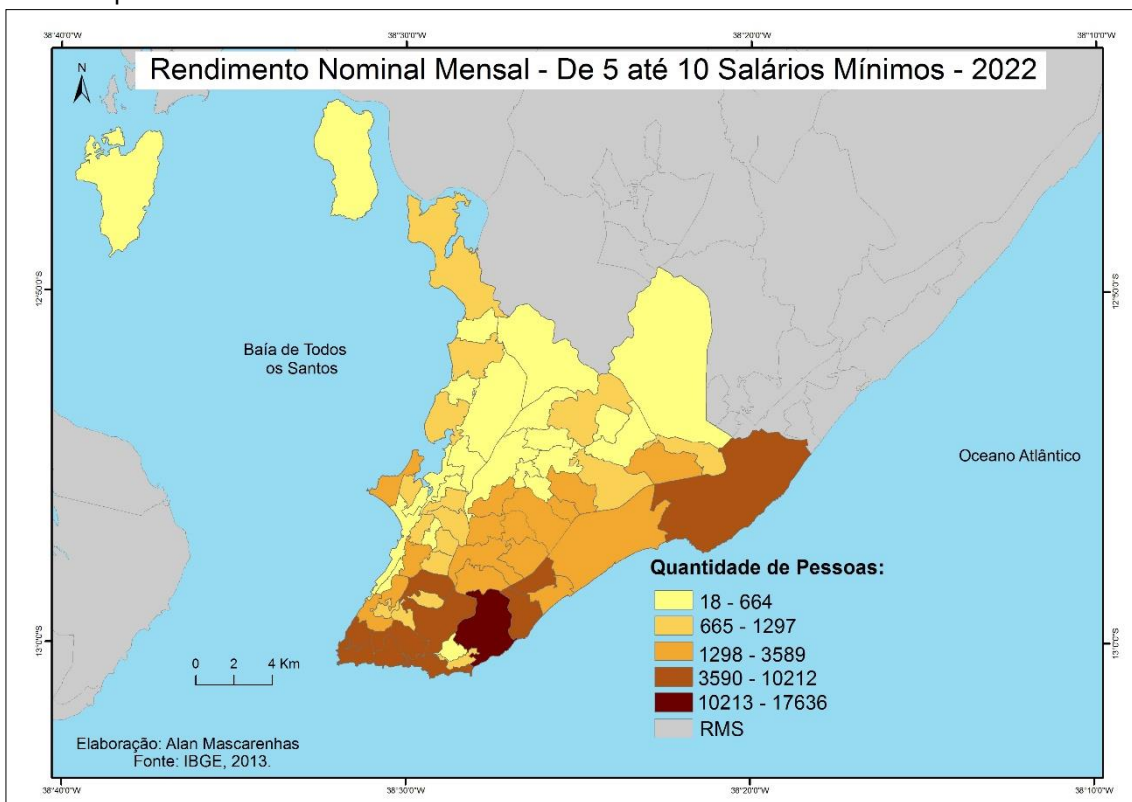 38°40'0"W 38°30'0"W 38°20'0"W 38°10'0"W
Rendimento Nominal Mensal - De 5 até 10 Salários Mínimos - 2022
N
12°50'0"S 12°50'0"S
Baía de Todos
os Santos
Oceano Atlântico
Quantidade de Pessoas:
18 - 664
665 - 1297
1298 - 3589
3590 - 10212
10213 - 17636
RMS
13°0'0"S 13°0'0"S
0 2 4 Km
Elaboração: Alan Mascarenhas
Fonte: IBGE, 2013.
38°40'0"W 38°30'0"W 38°20'0"W 38°10'0"W